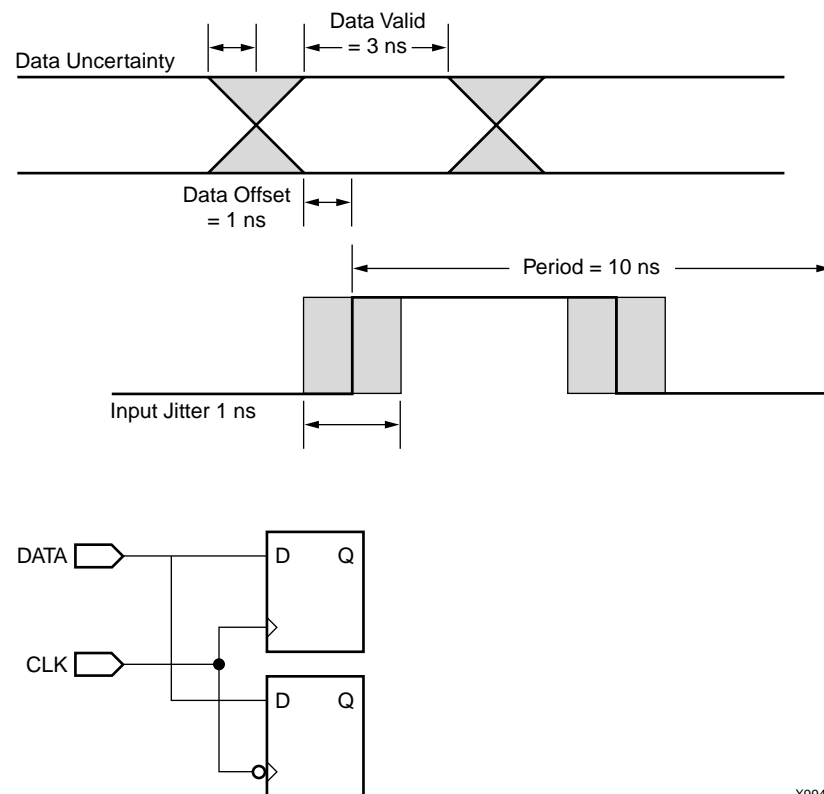 Data Valid
= 3 ns
Data Uncertainty
Data Offset
= 1 ns
Period = 10 ns
Input Jitter 1 ns
DATA
D Q
CLK
D Q